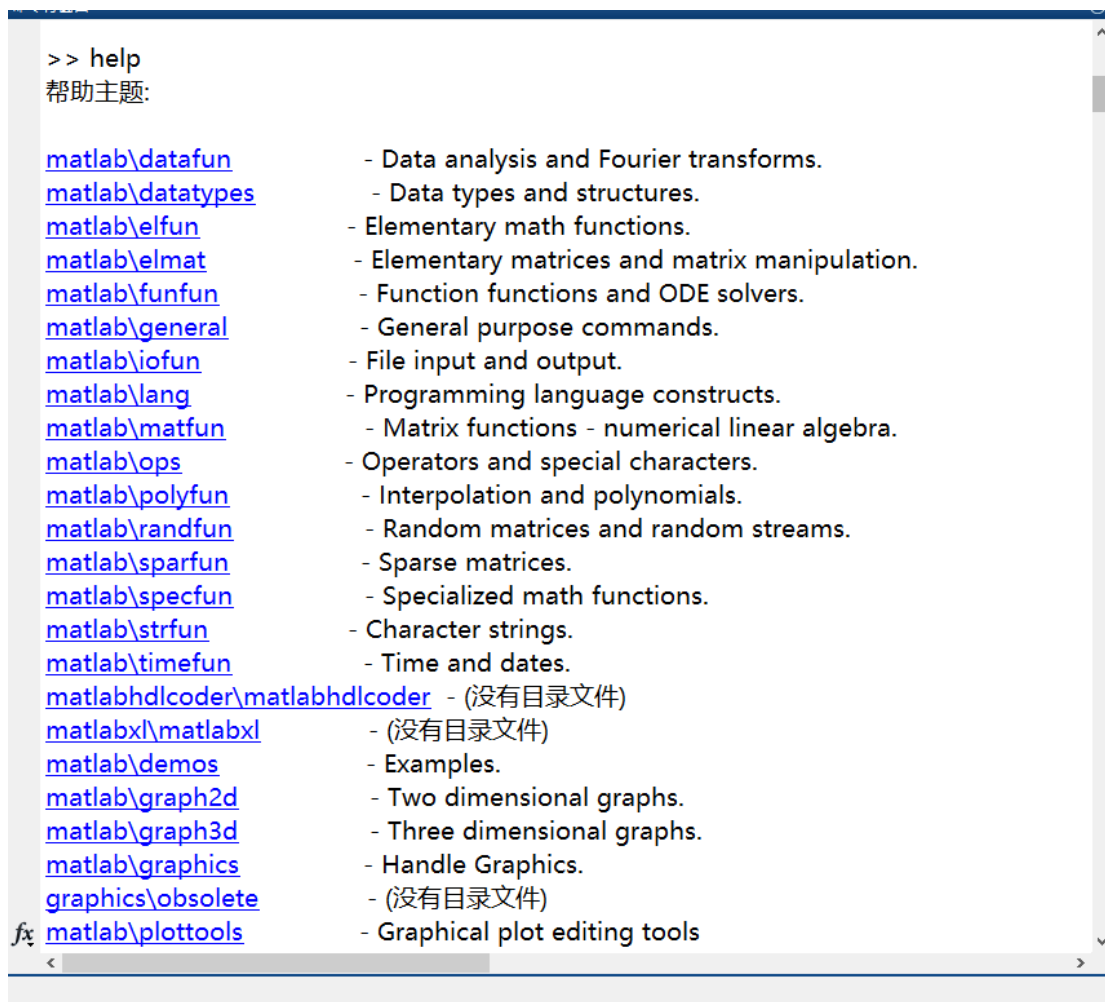 >> help
帮助主题:
matlab\datafun - Data analysis and Fourier transforms.
matlab\datatypes - Data types and structures.
matlab\elfun - Elementary math functions.
matlab\elmat - Elementary matrices and matrix manipulation.
matlab\funfun - Function functions and ODE solvers.
matlab\general - General purpose commands.
matlab\iofun - File input and output.
matlab\lang - Programming language constructs.
matlab\matfun - Matrix functions - numerical linear algebra.
matlab\ops - Operators and special characters.
matlab\polyfun - Interpolation and polynomials.
matlab\randfun - Random matrices and random streams.
matlab\sparfun - Sparse matrices.
matlab\specfun - Specialized math functions.
matlab\strfun - Character strings.
matlab\timefun - Time and dates.
matlabhdlcoder\matlabhdlcoder - (没有目录文件)
matlabxl\matlabxl - (没有目录文件)
matlab\demos - Examples.
matlab\graph2d - Two dimensional graphs.
matlab\graph3d - Three dimensional graphs.
matlab\graphics - Handle Graphics.
graphics\obsolete - (没有目录文件)
fx matlab\plottools - Graphical plot editing tools